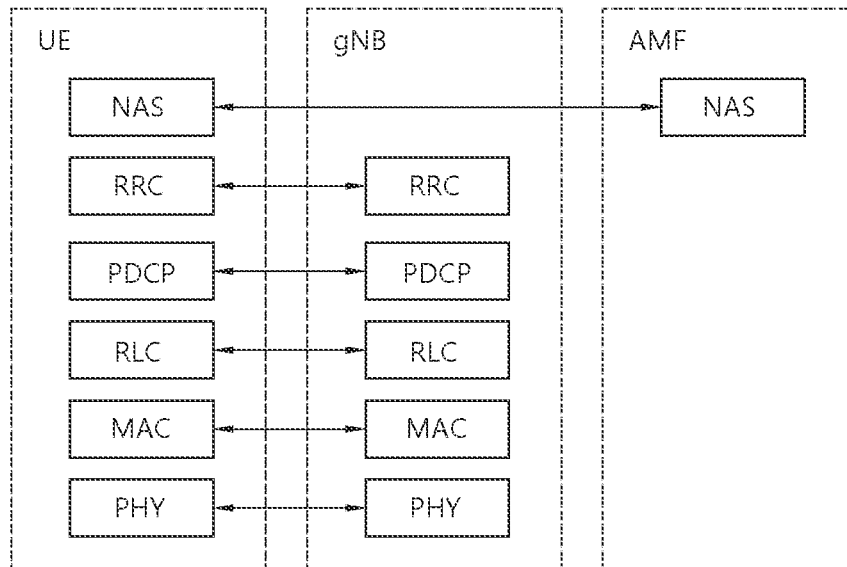 UE gNB AMF
NAS NAS
RRC RRC
PDCP PDCP
RLC RLC
MAC MAC
PHY PHY